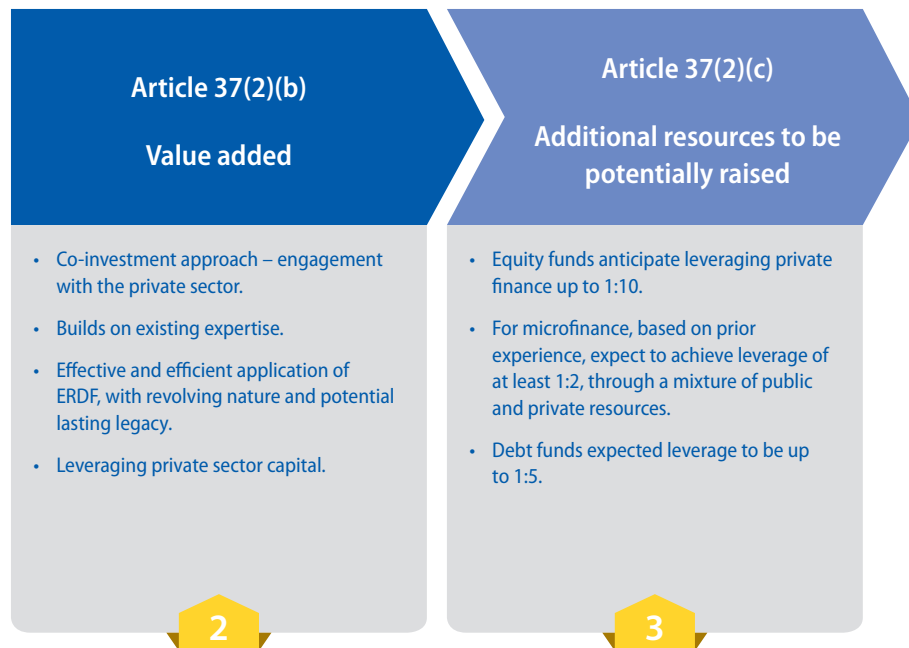 Article 37(2)(b)
Value added
• Co-investment approach – engagement
with the private sector.
• Builds on existing expertise.
• Effective and efficient application of
ERDF, with revolving nature and potential
lasting legacy.
• Leveraging private sector capital.
2
Article 37(2)(c)
Additional resources to be
potentially raised
• Equity funds anticipate leveraging private
finance up to 1:10.
• For microfinance, based on prior
experience, expect to achieve leverage of
at least 1:2, through a mixture of public
and private resources.
• Debt funds expected leverage to be up
to 1:5.
3